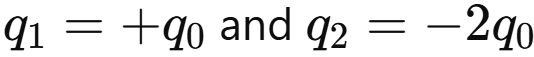 q₁ = +q₀ and q₂ = −2q₀